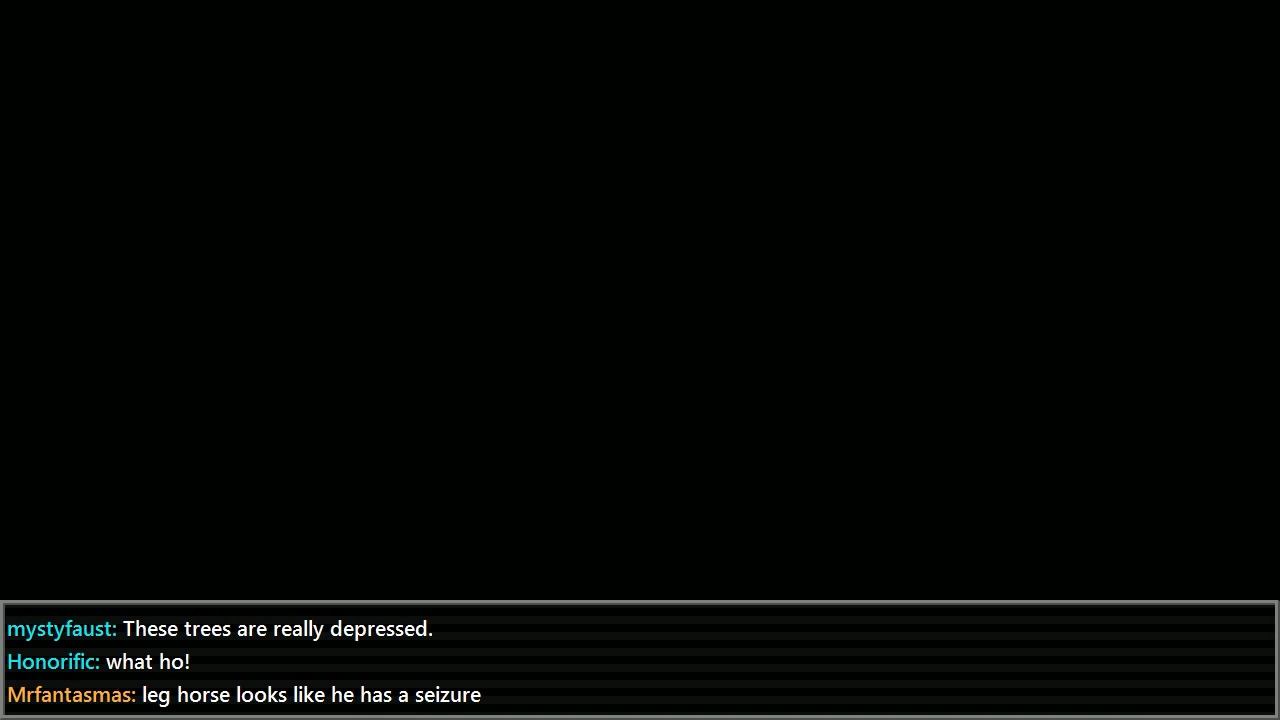 mystyfaust: These trees are really depressed.
Honorific: what ho!
Mrfantasmas: leg horse looks like he has a seizure